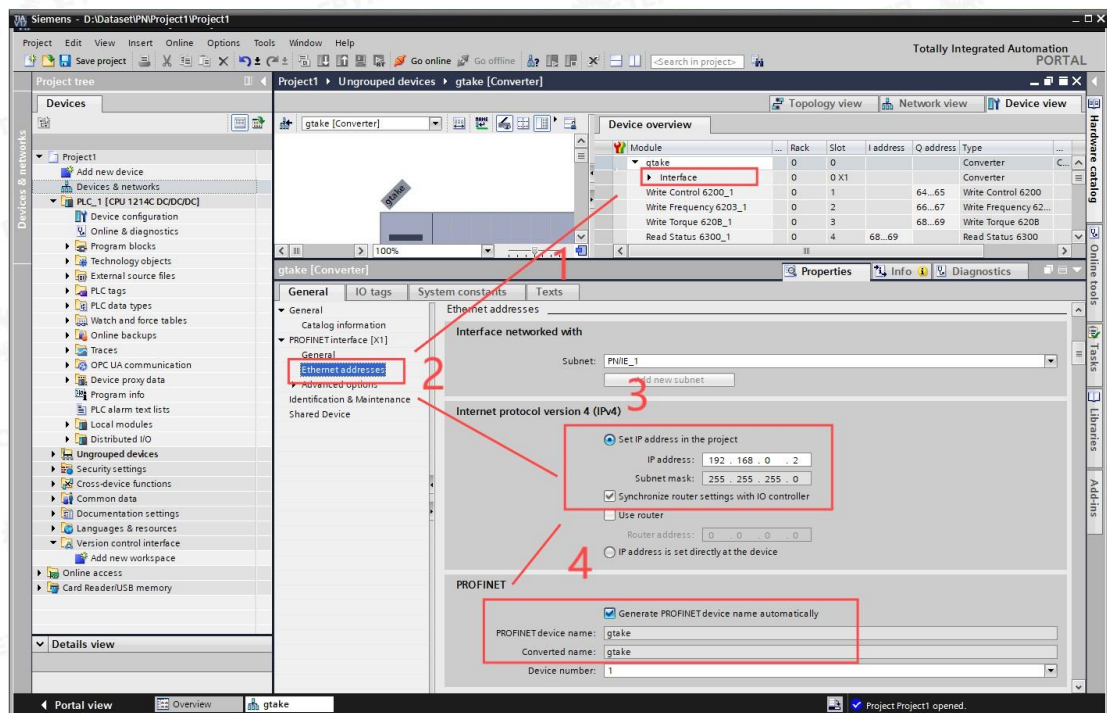 Siemens - D:\Dataset\PN\Project1\Project1
Project Edit View Insert Online Options Tools Window Help
Save project Go online Go offline <Search in project>
Totally Integrated Automation
PORTAL
Project tree
Project1 ▸ Ungrouped devices ▸ gtake [Converter]
Devices
Topology view Network view Device view
gtake [Converter]
Device overview
Module ... Rack Slot I address Q address Type ...
gtake 0 0 Converter C...
Interface 0 0 X1 Converter
Write Control 6200_1 0 1 64...65 Write Control 6200
Write Frequency 6203_1 0 2 66...67 Write Frequency 62...
Write Torque 620B_1 0 3 68...69 Write Torque 620B
Read Status 6300_1 0 4 68...69 Read Status 6300
gtake
100%
Devices & networks
Project1
Add new device
Devices & networks
PLC_1 [CPU 1214C DC/DC/DC]
Device configuration
Online & diagnostics
Program blocks
Technology objects
External source files
PLC tags
PLC data types
Watch and force tables
Online backups
Traces
OPC UA communication
Device proxy data
Program info
PLC alarm text lists
Local modules
Distributed I/O
Ungrouped devices
Security settings
Cross-device functions
Common data
Documentation settings
Languages & resources
Version control interface
Add new workspace
Online access
Card Reader/USB memory
Details view
gtake [Converter]
Properties Info Diagnostics
General IO tags System constants Texts
General
Catalog information
PROFINET interface [X1]
General
Ethernet addresses
Advanced options
Identification & Maintenance
Shared Device
Ethernet addresses
Interface networked with
Subnet: PN/IE_1
Add new subnet
Internet protocol version 4 (IPv4)
Set IP address in the project
IP address: 192 . 168 . 0 . 2
Subnet mask: 255 . 255 . 255 . 0
Synchronize router settings with IO controller
Use router
Router address: 0 . 0 . 0 . 0
IP address is set directly at the device
PROFINET
Generate PROFINET device name automatically
PROFINET device name: gtake
Converted name: gtake
Device number: 1
1
2
3
4
Hardware catalog
Online tools
Tasks
Libraries
Add-ins
Portal view Overview gtake
Project Project1 opened.